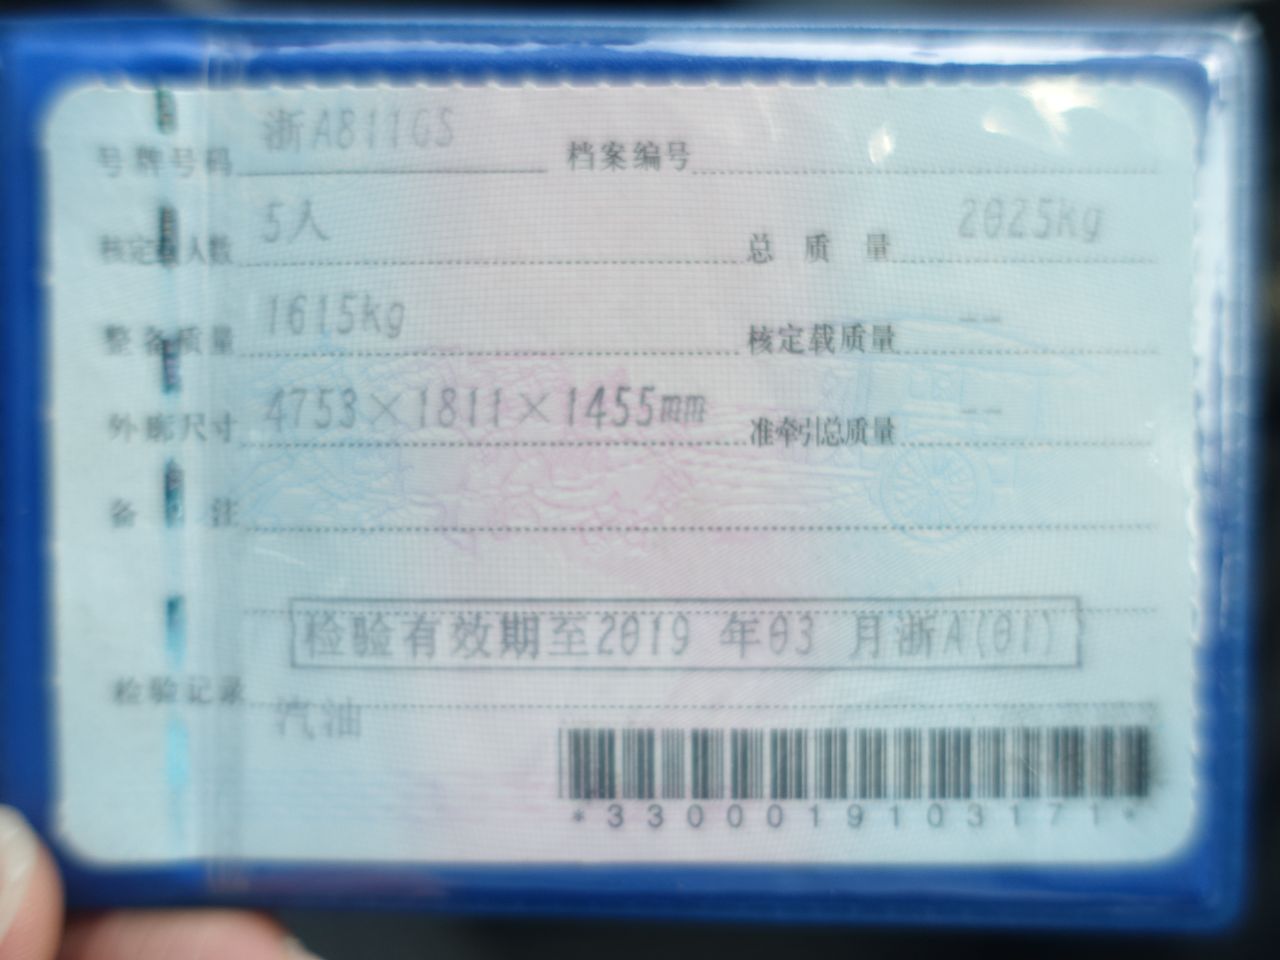 号牌号码 浙A811GS 档案编号
核定载人数 5人 总质量 2025kg
整备质量 1615kg 核定载质量 --
外廓尺寸 4753×1811×1455mm 准牵引总质量 --
备注
检验有效期至2019 年03 月浙A(01)
检验记录
汽油
*3300019103171*